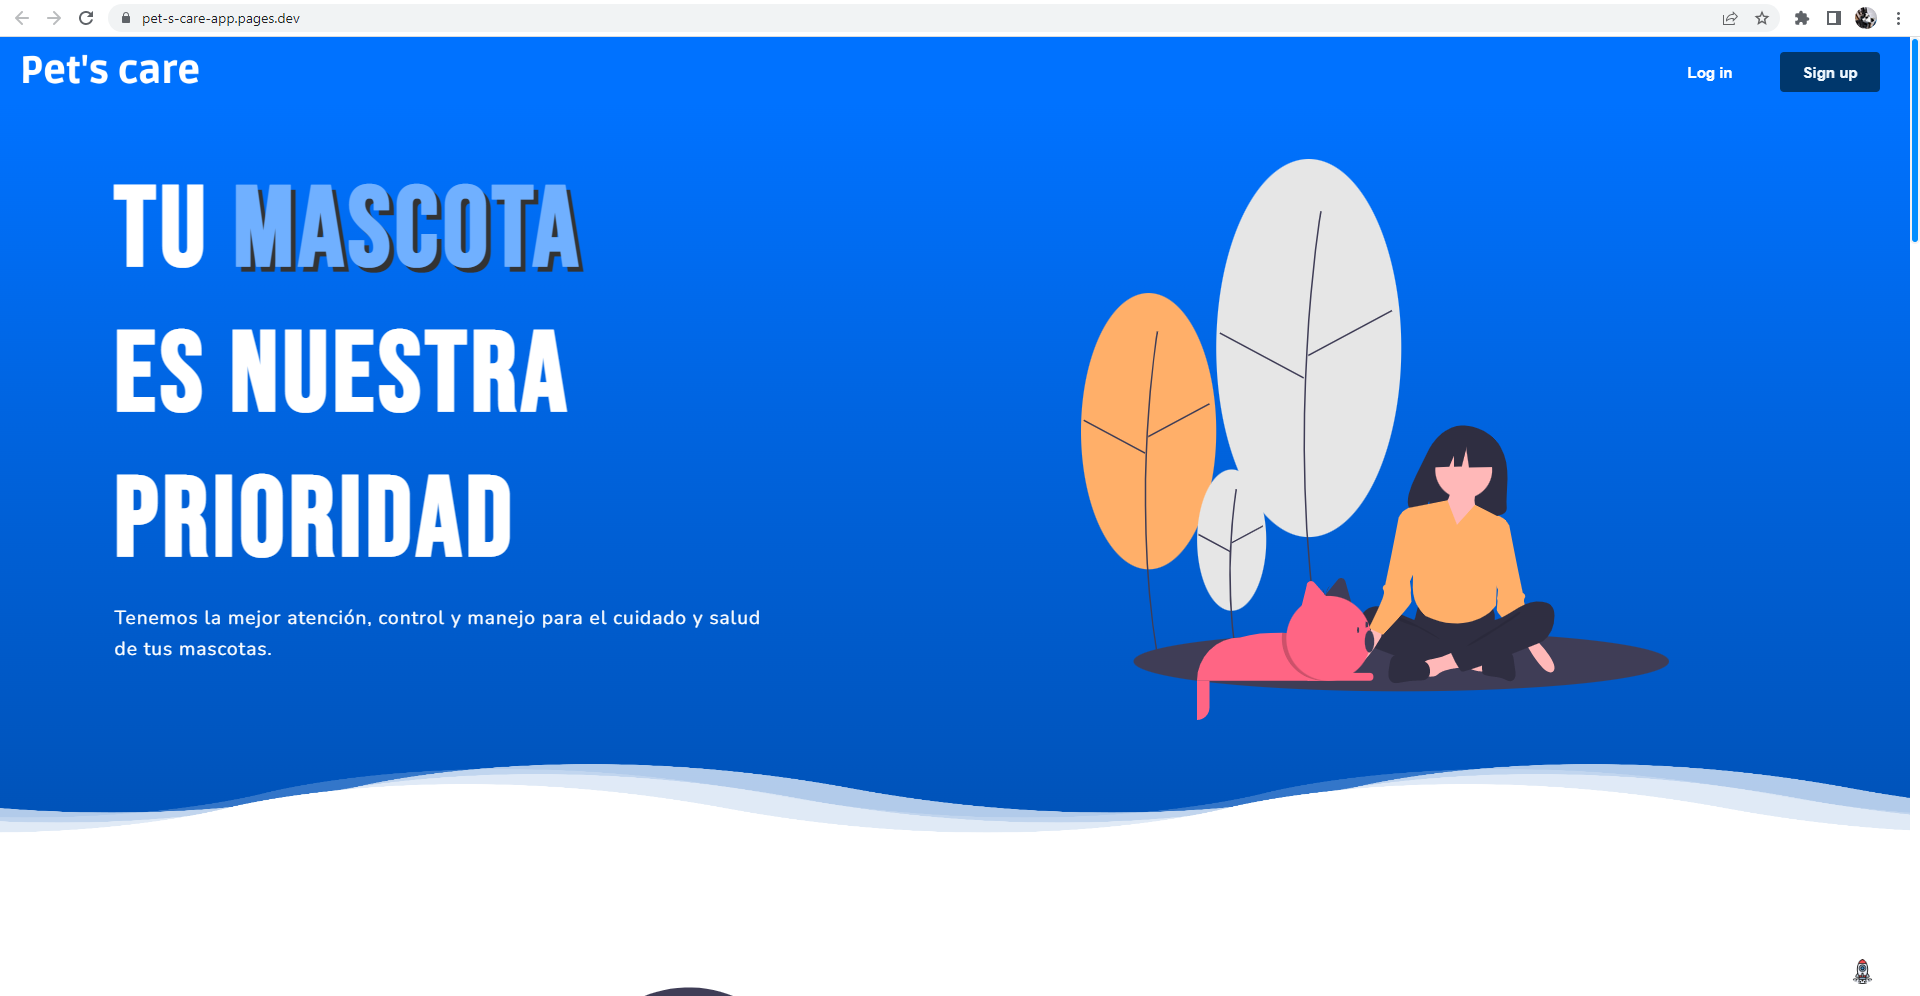 pet-s-care-app.pages.dev
Pet's care
Log in
Sign up
TU MASCOTA
ES NUESTRA
PRIORIDAD
Tenemos la mejor atención, control y manejo para el cuidado y salud
de tus mascotas.